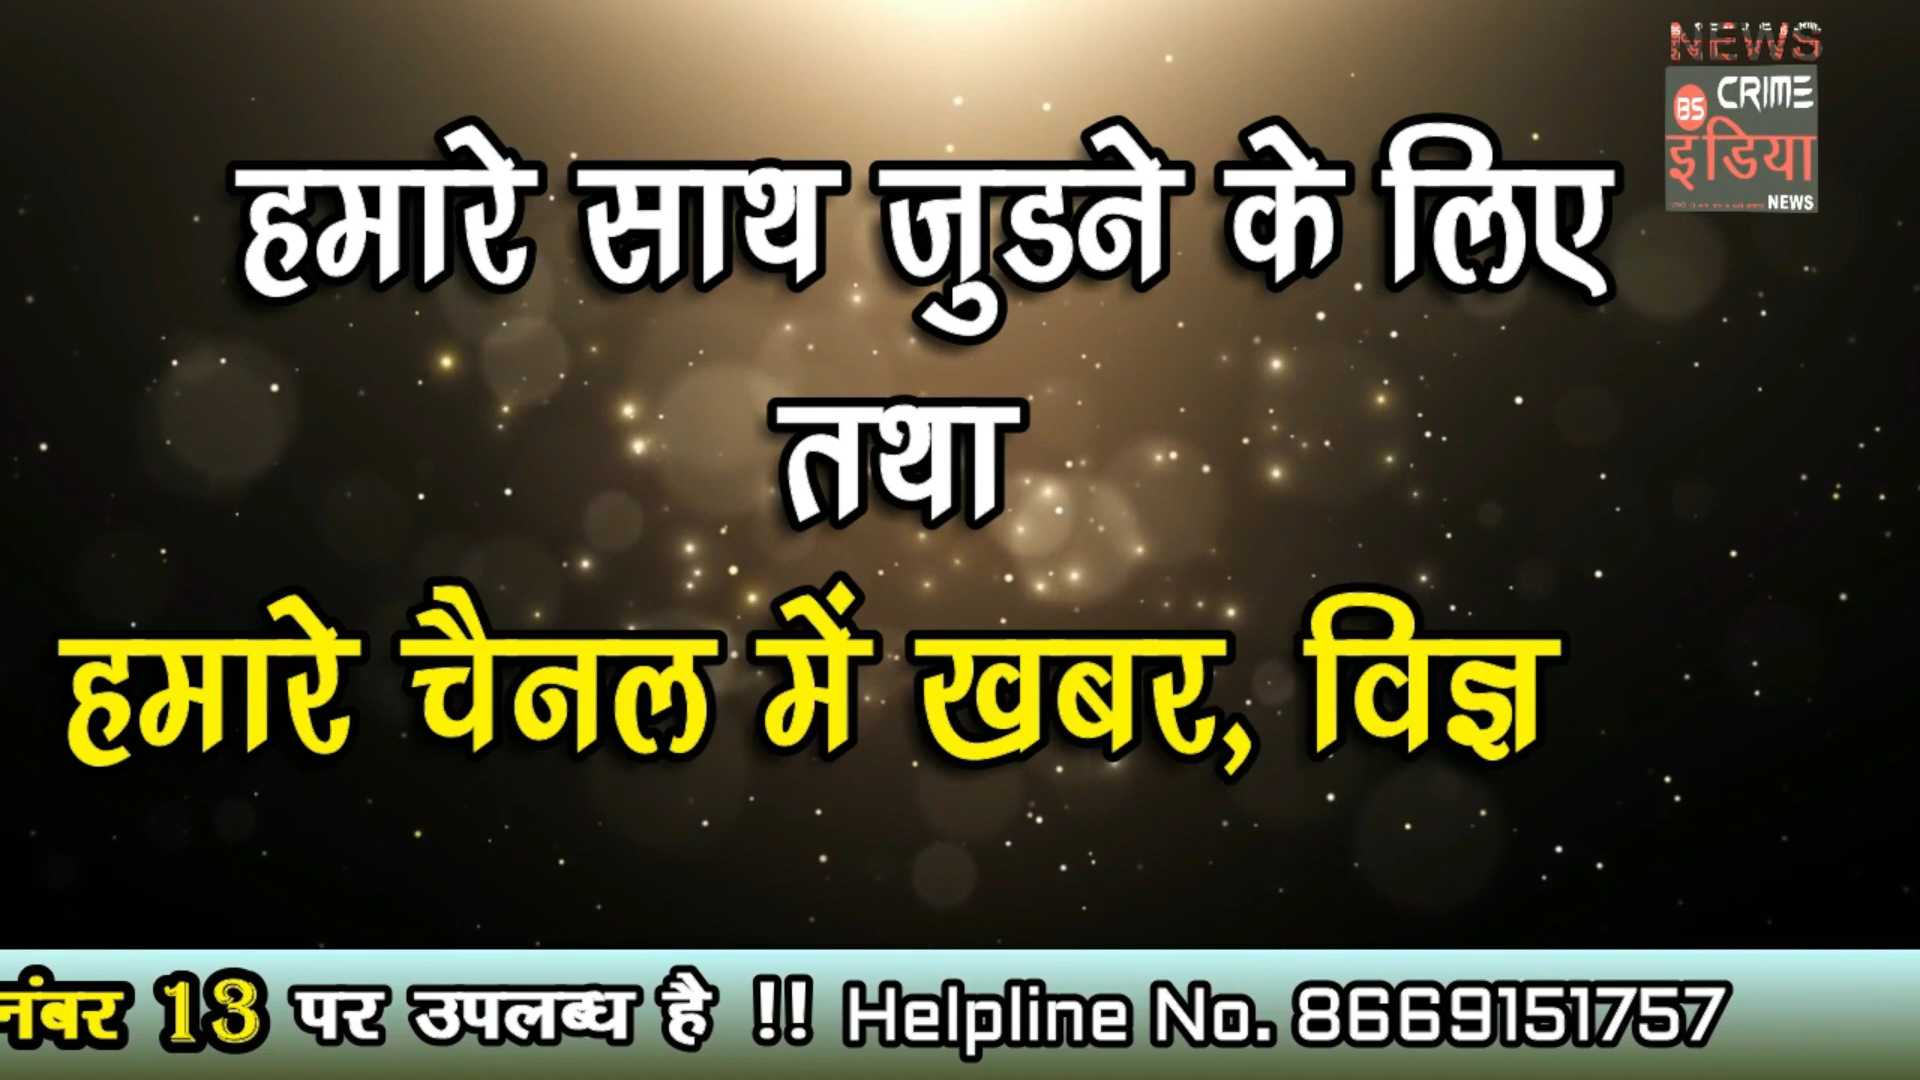 NEWS
BS CRIME
इंडिया
NEWS
हमारे साथ जुडने के लिए
तथा
हमारे चैनल में खबर, विज्ञ
नंबर 13 पर उपलब्ध है !! Helpline No. 8669151757